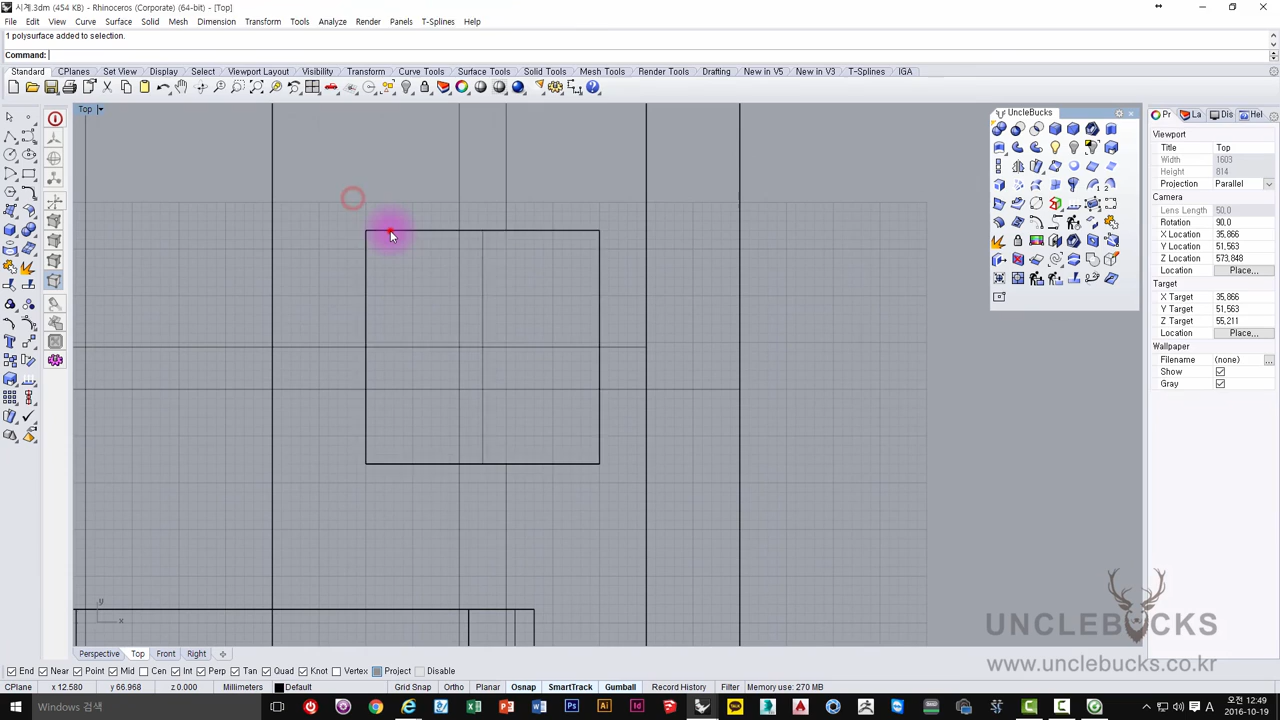 시계.3dm (454 KB) - Rhinoceros (Corporate) (64-bit) - [Top]
File Edit View Curve Surface Solid Mesh Dimension Transform Tools Analyze Render Panels T-Splines Help
1 polysurface added to selection.
Command:
Standard CPlanes Set View Display Select Viewport Layout Visibility Transform Curve Tools Surface Tools Solid Tools Mesh Tools Render Tools Drafting New in V5 New in V3 T-Splines IGA
Top
UncleBucks
Pr La Dis Hel
Viewport
Title Top
Width 1603
Height 814
Projection Parallel
Camera
Lens Length 50,0
Rotation 90,0
X Location 35,866
Y Location 51,563
Z Location 573,848
Location Place...
Target
X Target 35,866
Y Target 51,563
Z Target 55,211
Location Place...
Wallpaper
Filename (none) ...
Show
Gray
y
x
UNCLEBUCKS
www.unclebucks.co.kr
Perspective Top Front Right
End Near Point Mid Cen Int Perp Tan Quad Knot Vertex Project Disable
CPlane x 12.580 y 66.968 z 0.000 Millimeters Default Grid Snap Ortho Planar Osnap SmartTrack Gumball Record History Filter Memory use: 270 MB
Windows 검색
A 오전 12:49
2016-10-19